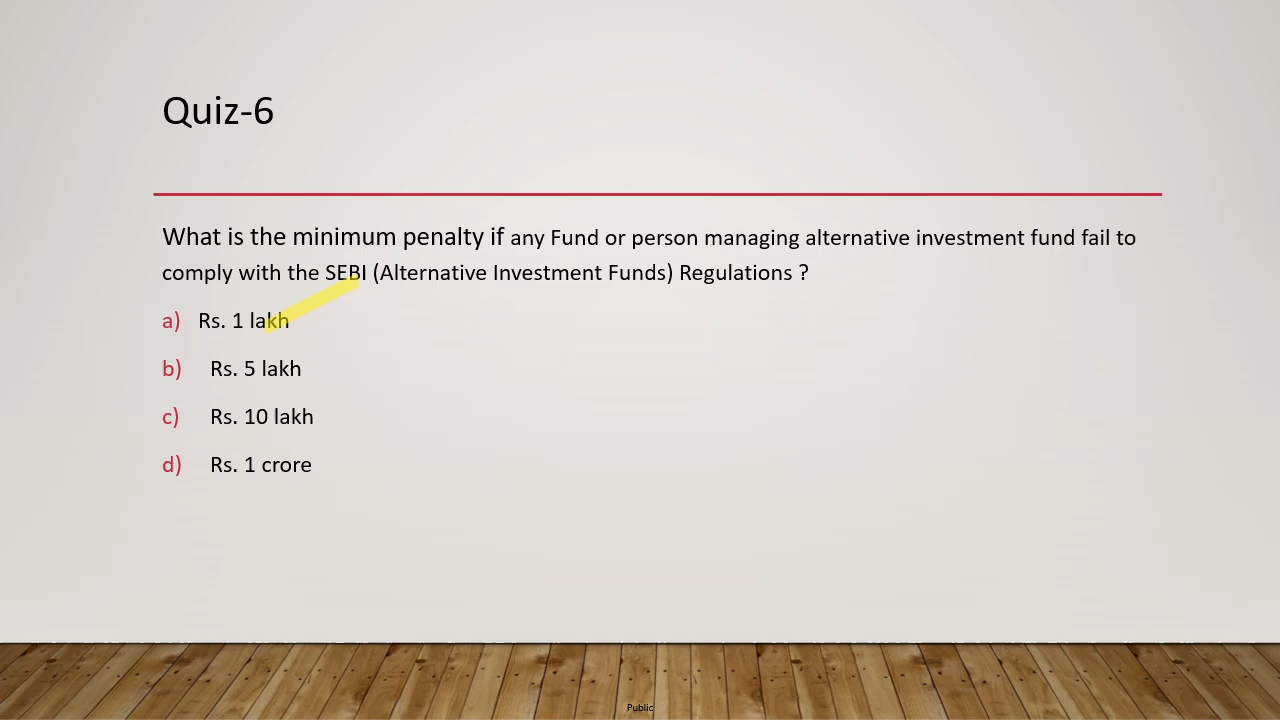 Quiz-6
What is the minimum penalty if any Fund or person managing alternative investment fund fail to
comply with the SEBI (Alternative Investment Funds) Regulations ?
a) Rs. 1 lakh
b) Rs. 5 lakh
c) Rs. 10 lakh
d) Rs. 1 crore
Public